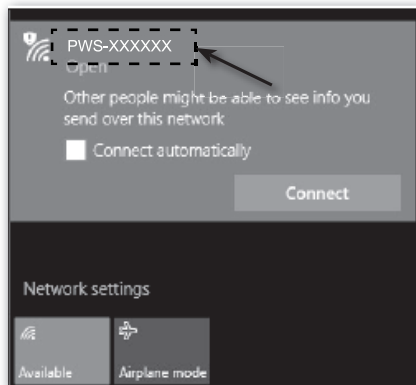 PWS-XXXXXX
Open
Other people might be able to see info you
send over this network
Connect automatically
Connect
Network settings
Available
Airplane mode